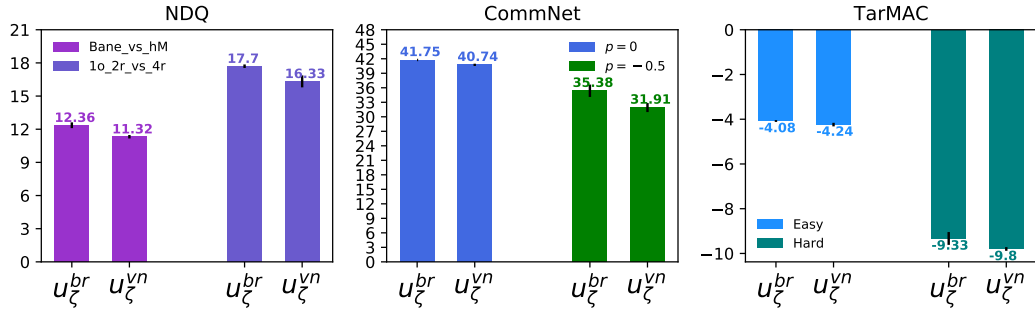 NDQ
21
18
15
12
9
6
3
0
Bane_vs_hM
1o_2r_vs_4r
12.36
11.32
17.7
16.33
u_ζ^{br}
u_ζ^{vn}
u_ζ^{br}
u_ζ^{vn}
CommNet
48
45
42
39
36
33
30
27
24
21
18
15
12
9
6
3
0
p = 0
p = −0.5
41.75
40.74
35.38
31.91
u_ζ^{br}
u_ζ^{vn}
u_ζ^{br}
u_ζ^{vn}
TarMAC
0
−2
−4
−6
−8
−10
-4.08
-4.24
-9.33
-9.8
Easy
Hard
u_ζ^{br}
u_ζ^{vn}
u_ζ^{br}
u_ζ^{vn}